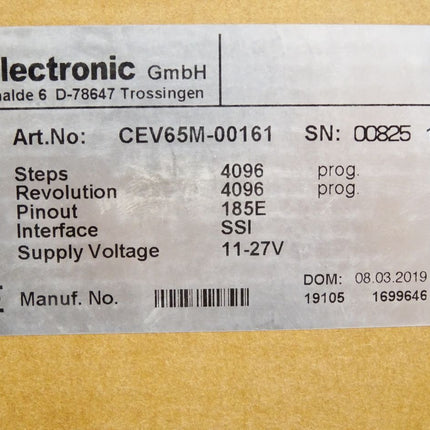 lectronic GmbH
halde 6 D-78647 Trossingen
Art.No: CEV65M-00161 SN: 00825
Steps 4096 prog.
Revolution 4096 prog.
Pinout 185E
Interface SSI
Supply Voltage 11-27V
DOM: 08.03.2019
Manuf. No. 19105 1699646